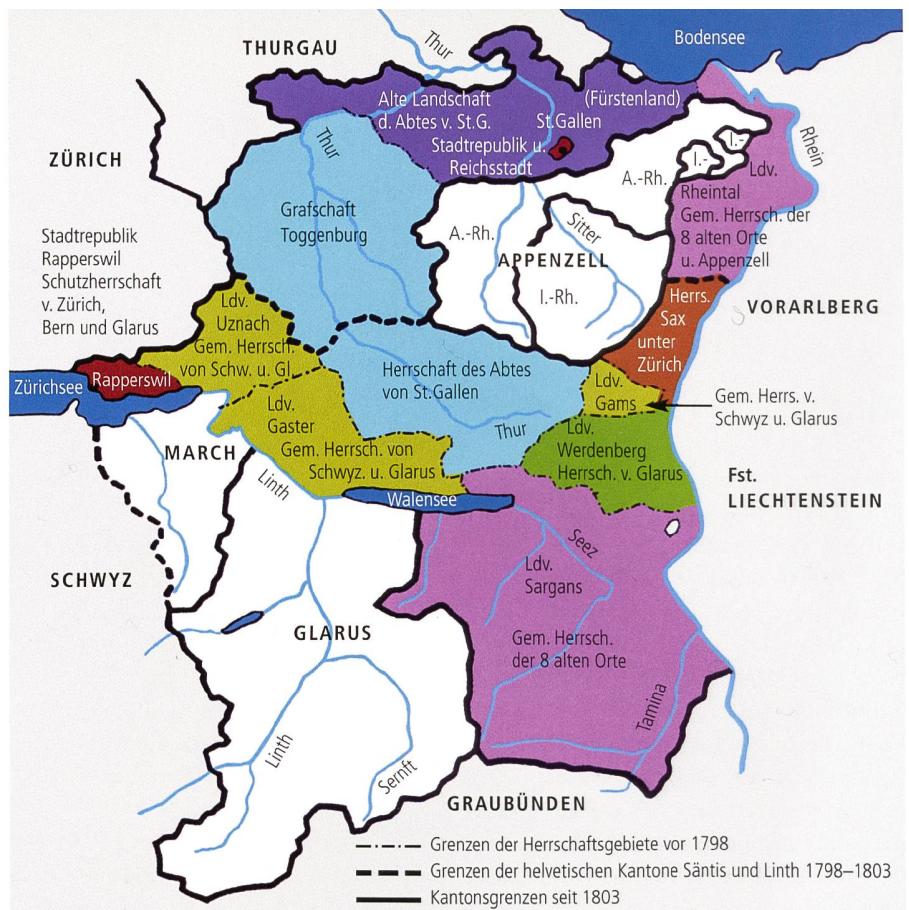 THURGAU
Thur
Bodensee
Alte Landschaft
d. Abtes v. St.G.
(Fürstenland)
St.Gallen
Stadtrepublik u.
Reichsstadt
Thur
Rhein
ZÜRICH
I.-
I.-
A.-Rh.
Ldv.
Rheintal
Gem. Herrsch. der
8 alten Orte
u. Appenzell
Grafschaft
Toggenburg
Sitter
A.-Rh.
APPENZELL
I.-Rh.
Stadtrepublik
Rapperswil
Schutzherrschaft
v. Zürich,
Bern und Glarus
Ldv.
Uznach
Gem. Herrsch.
von Schw. u. Gl.
Herrs.
Sax
unter
Zürich
VORARLBERG
Zürichsee
Rapperswil
Herrschaft des Abtes
von St.Gallen
Ldv.
Gams
Gem. Herrs. v.
Schwyz u. Glarus
Ldv.
Gaster
Gem. Herrsch. von
Schwyz. u. Glarus
Thur
Ldv.
Werdenberg
Herrsch. v. Glarus
MARCH
Linth
Walensee
Fst.
LIECHTENSTEIN
Seez
SCHWYZ
Ldv.
Sargans
GLARUS
Gem. Herrsch.
der 8 alten Orte
Tamina
Linth
Sernft
GRAUBÜNDEN
Grenzen der Herrschaftgebiete vor 1798
Grenzen der helvetischen Kantone Säntis und Linth 1798–1803
Kantonsgrenzen seit 1803